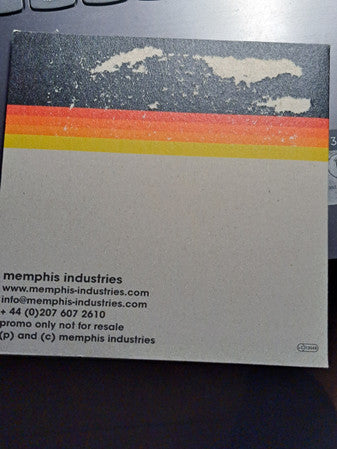 memphis industries
www.memphis-industries.com
info@memphis-industries.com
+ 44 (0)207 607 2610
promo only not for resale
(p) and (c) memphis industries